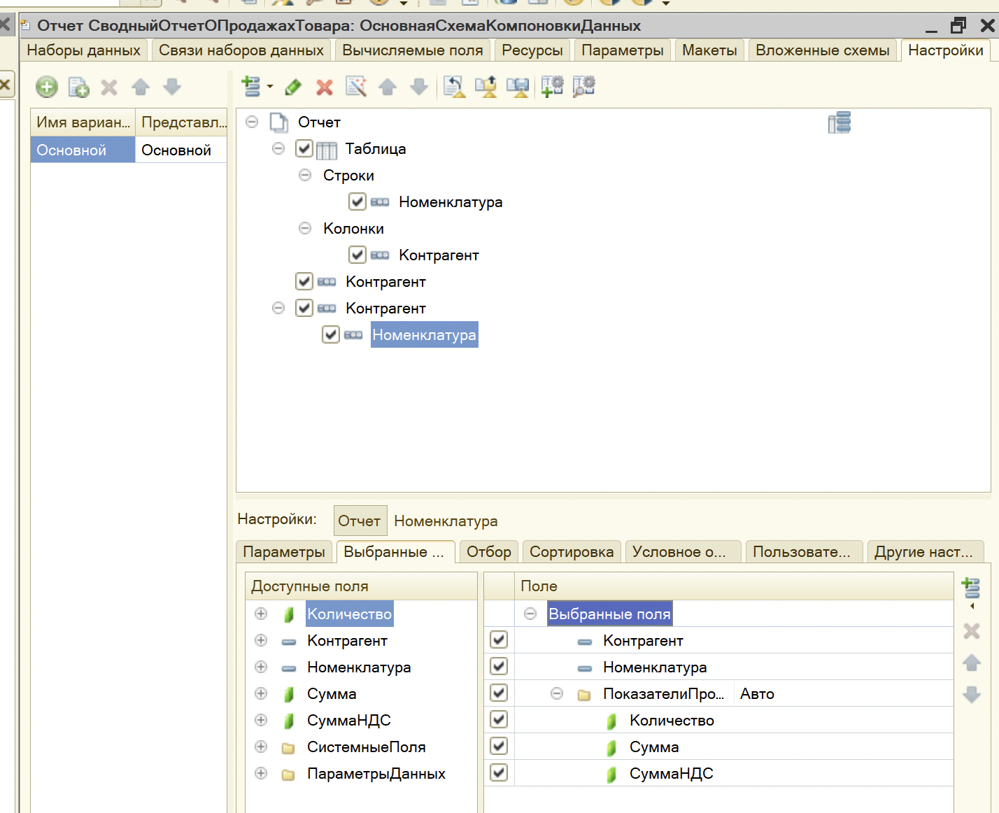 Отчет СводныйОтчетОПродажахТовара: ОсновнаяСхемаКомпоновкиДанных
Наборы данных Связи наборов данных Вычисляемые поля Ресурсы Параметры Макеты Вложенные схемы Настройки
Имя вариан... Представл...
Основной Основной
Отчет
Таблица
Строки
Номенклатура
Колонки
Контрагент
Контрагент
Контрагент
Номенклатура
Настройки: Отчет Номенклатура
Параметры Выбранные ... Отбор Сортировка Условное о... Пользовате... Другие наст...
Доступные поля
Количество
Контрагент
Номенклатура
Сумма
СуммаНДС
СистемныеПоля
ПараметрыДанных
Поле
Выбранные поля
Контрагент
Номенклатура
ПоказателиПро... Авто
Количество
Сумма
СуммаНДС